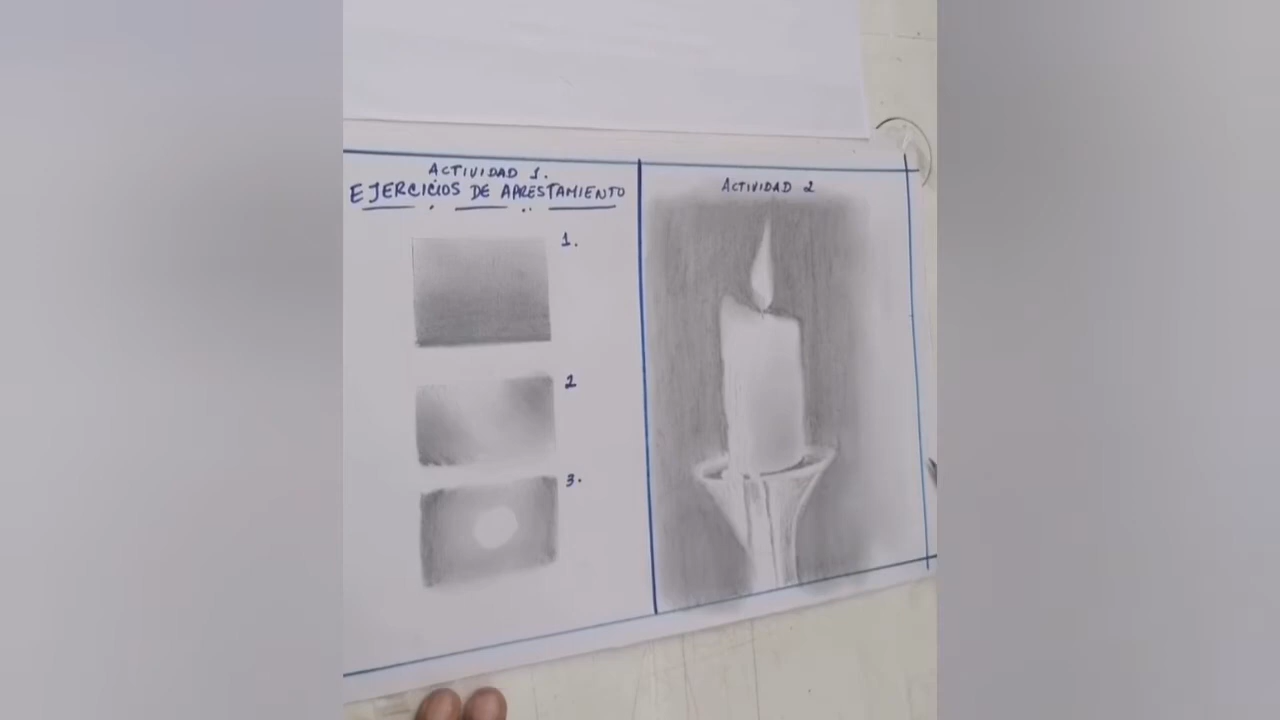 ACTIVIDAD 1.
EJERCICIOS DE APRESTAMIENTO
1.
2
3.
ACTIVIDAD 2